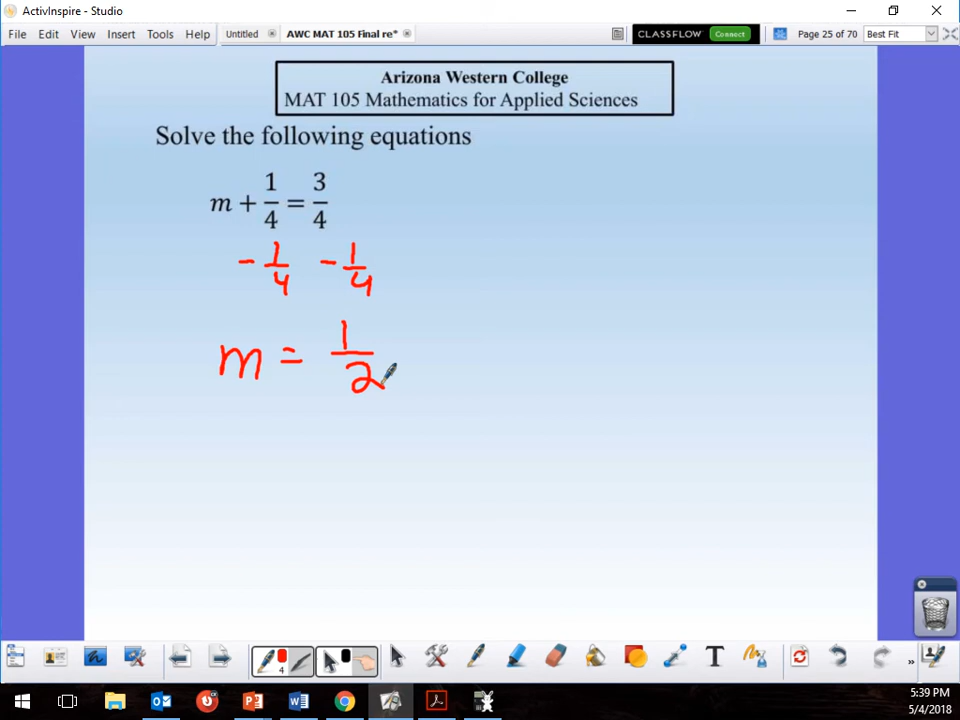 ActivInspire - Studio
File Edit View Insert Tools Help Untitled AWC MAT 105 Final re* CLASSFLOW Connect Page 25 of 70 Best Fit
Arizona Western College
MAT 105 Mathematics for Applied Sciences
Solve the following equations
m + 1/4 = 3/4
- 1/4 - 1/4
m = 1/2
4 T »
5:39 PM
5/4/2018